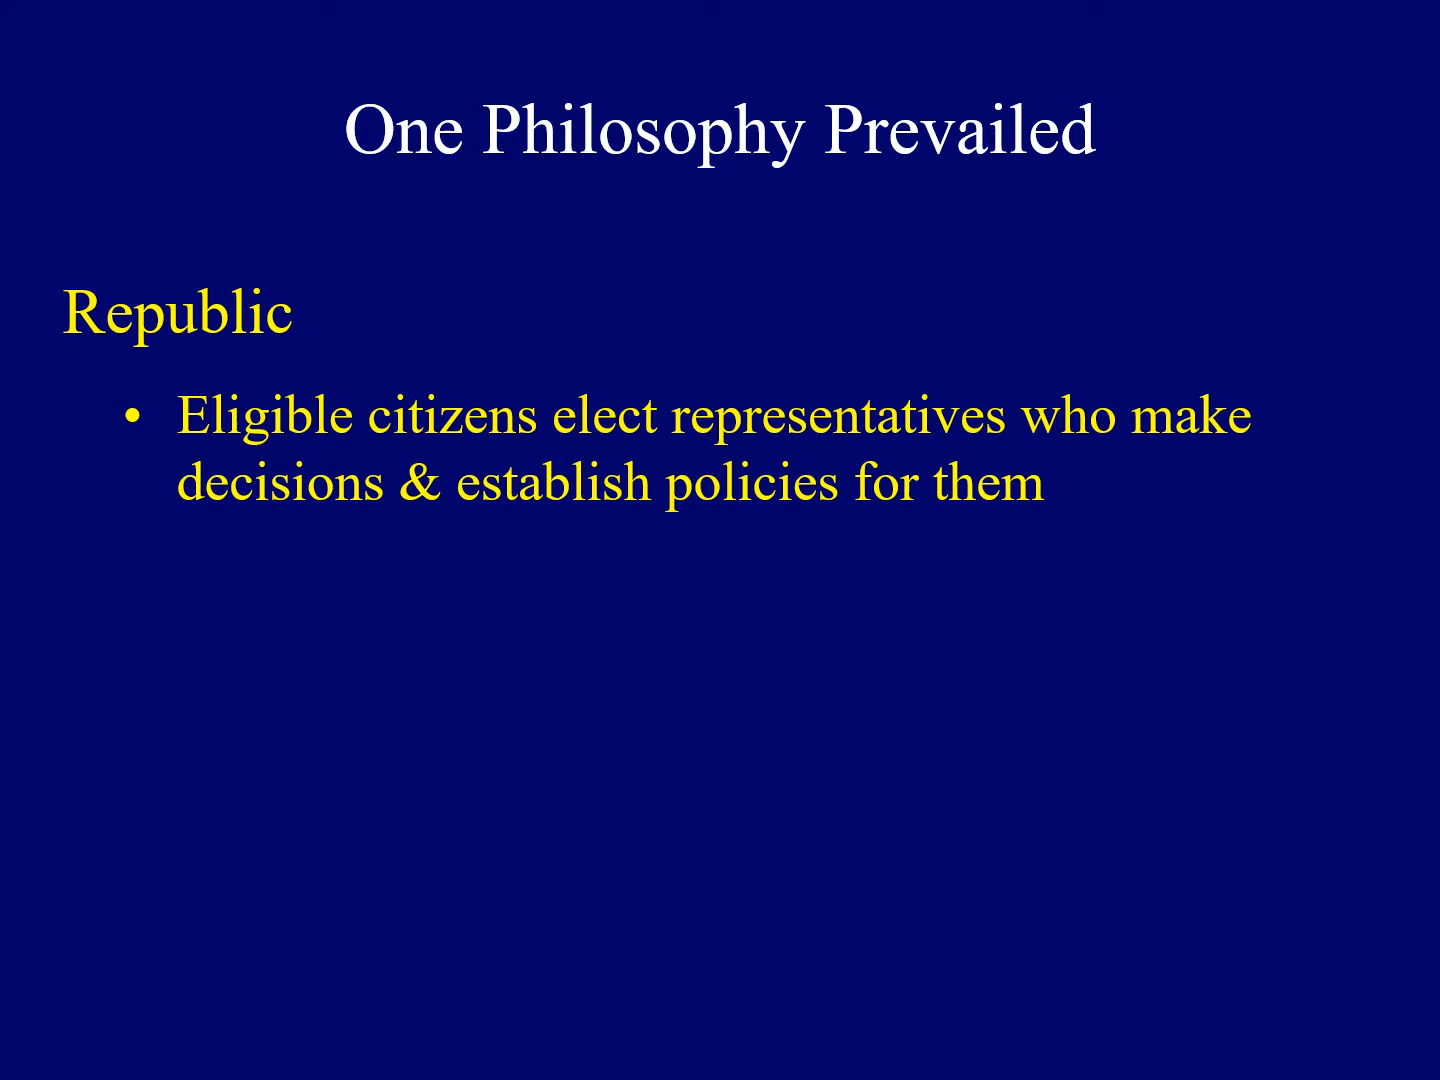 One Philosophy Prevailed
Republic
• Eligible citizens elect representatives who make
decisions & establish policies for them